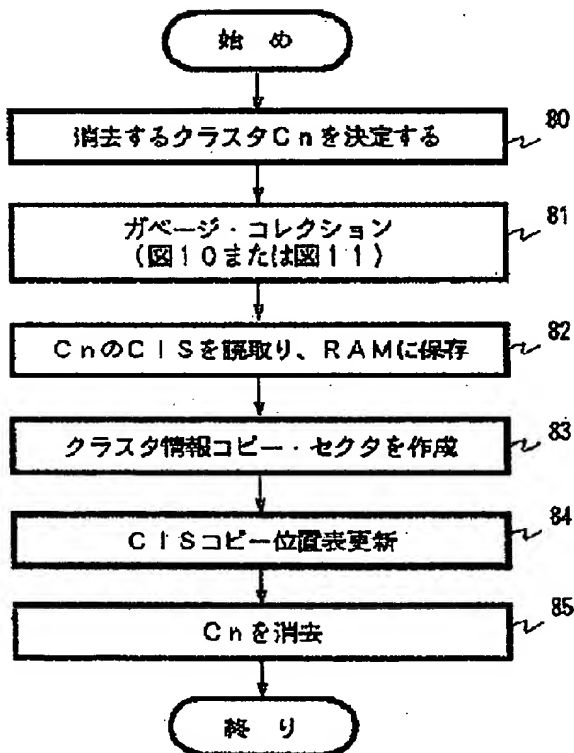 始 め
消去するクラスタCnを決定する
80
ガベージ・コレクション
(図10または図11)
81
CnのCISを読取り、RAMに保存
82
クラスタ情報コピー・セクタを作成
83
CISコピー位置表更新
84
Cnを消去
85
終 り